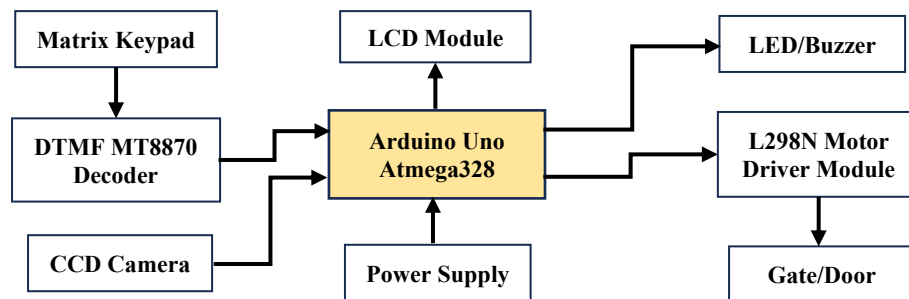 Matrix Keypad
LCD Module
LED/Buzzer
DTMF MT8870
Decoder
Arduino Uno
Atmega328
L298N Motor
Driver Module
CCD Camera
Power Supply
Gate/Door